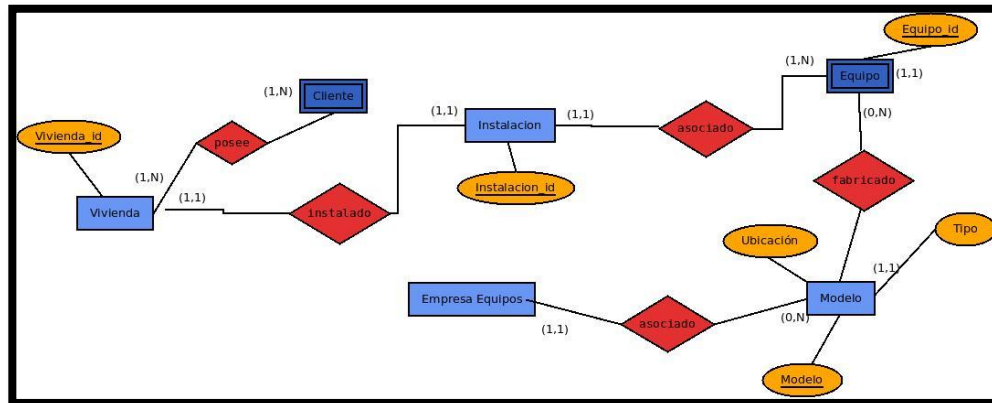 Equipo_id
(1,N)
Equipo
(1,1)
(1,N)
Cliente
(1,1)
Instalacion
(1,1)
asociado
(0,N)
VIvienda_id
posee
(1,N)
(1,1)
Instalacion_id
fabricado
Vivienda
instalado
Ubicación
Tipo
(1,1)
Empresa Equipos
Modelo
(1,1)
asociado
(0,N)
Modelo